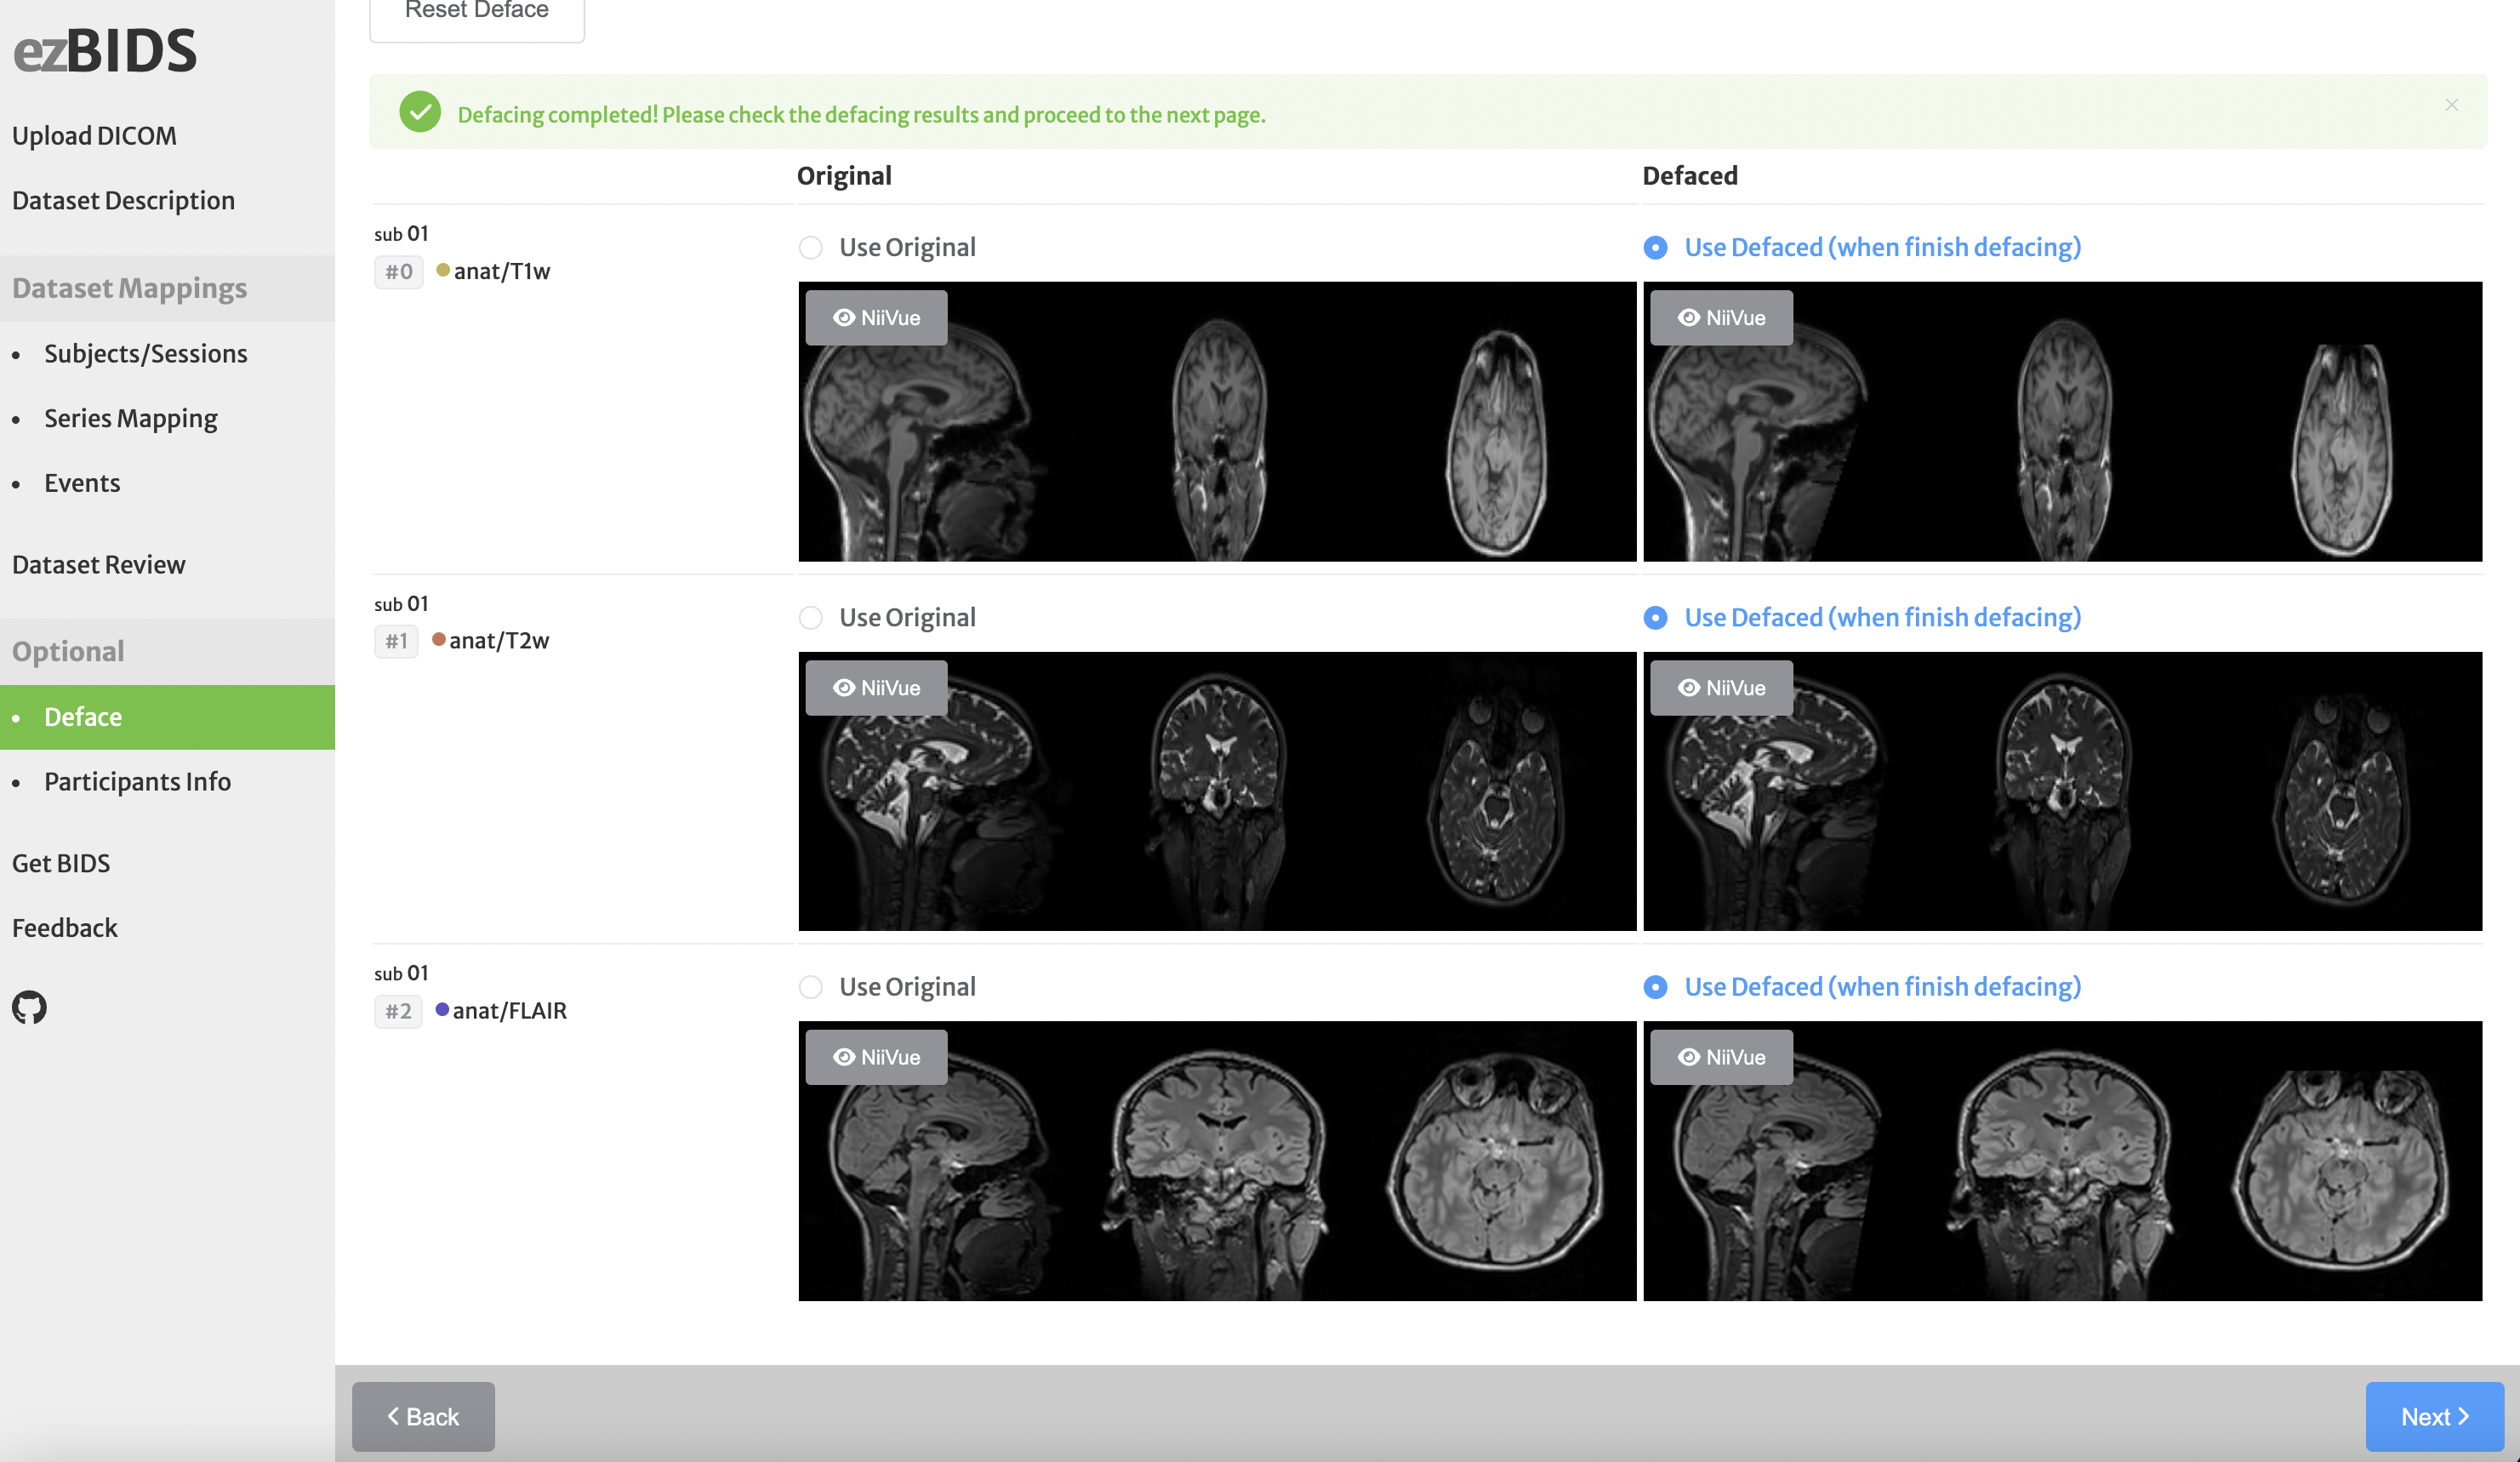 ezBIDS
Upload DICOM
Dataset Description
Dataset Mappings
Subjects/Sessions
Series Mapping
Events
Dataset Review
Optional
Deface
Participants Info
Get BIDS
Feedback
Reset Deface
Defacing completed! Please check the defacing results and proceed to the next page.
Original Defaced
sub 01
#0 anat/T1w
Use Original
Use Defaced (when finish defacing)
NiiVue
NiiVue
sub 01
#1 anat/T2w
Use Original
Use Defaced (when finish defacing)
NiiVue
NiiVue
sub 01
#2 anat/FLAIR
Use Original
Use Defaced (when finish defacing)
NiiVue
NiiVue
Back
Next